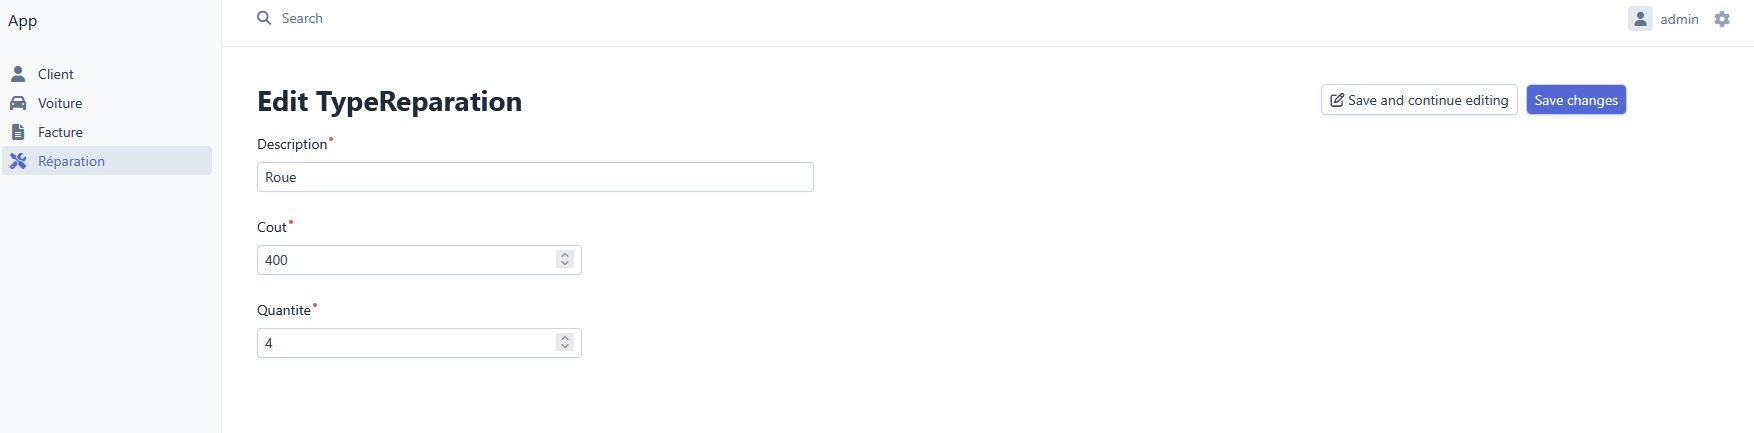 App
Search
admin
Client
Voiture
Facture
Réparation
Edit TypeReparation
Save and continue editing
Save changes
Description
Roue
Cout
400
Quantite
4